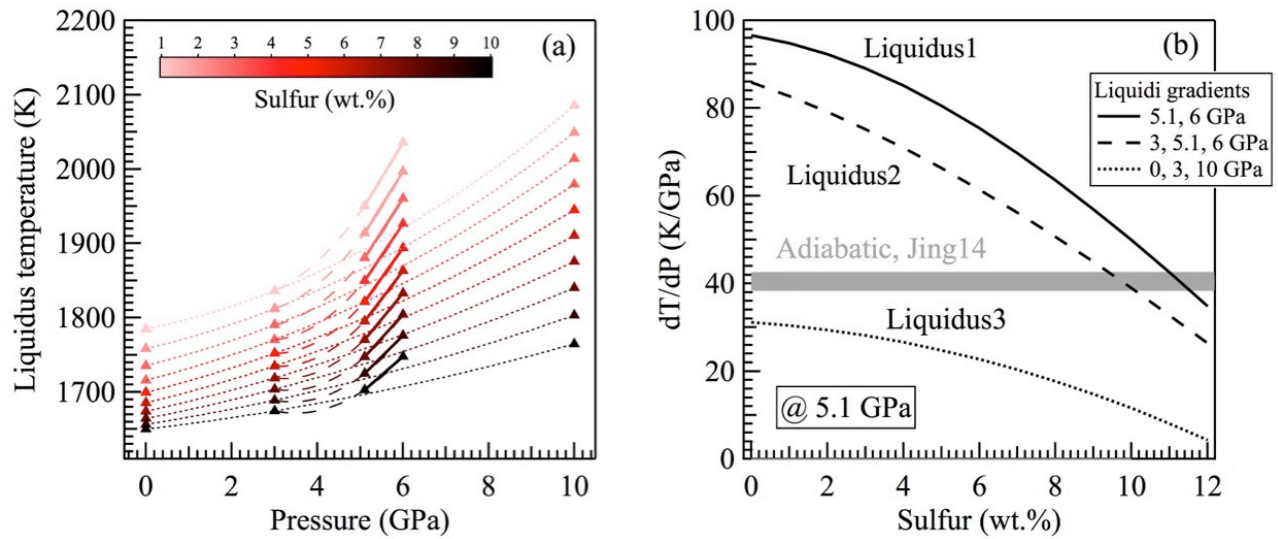 (a)
1 2 3 4 5 6 7 8 9 10
Sulfur (wt.%)
Liquidus temperature (K)
2200
2100
2000
1900
1800
1700
0 2 4 6 8 10
Pressure (GPa)
(b)
Liquidus1
Liquidi gradients
5.1, 6 GPa
3, 5.1, 6 GPa
0, 3, 10 GPa
Liquidus2
Adiabatic, Jing14
Liquidus3
@ 5.1 GPa
dT/dP (K/GPa)
100
80
60
40
20
0
0 2 4 6 8 10 12
Sulfur (wt.%)